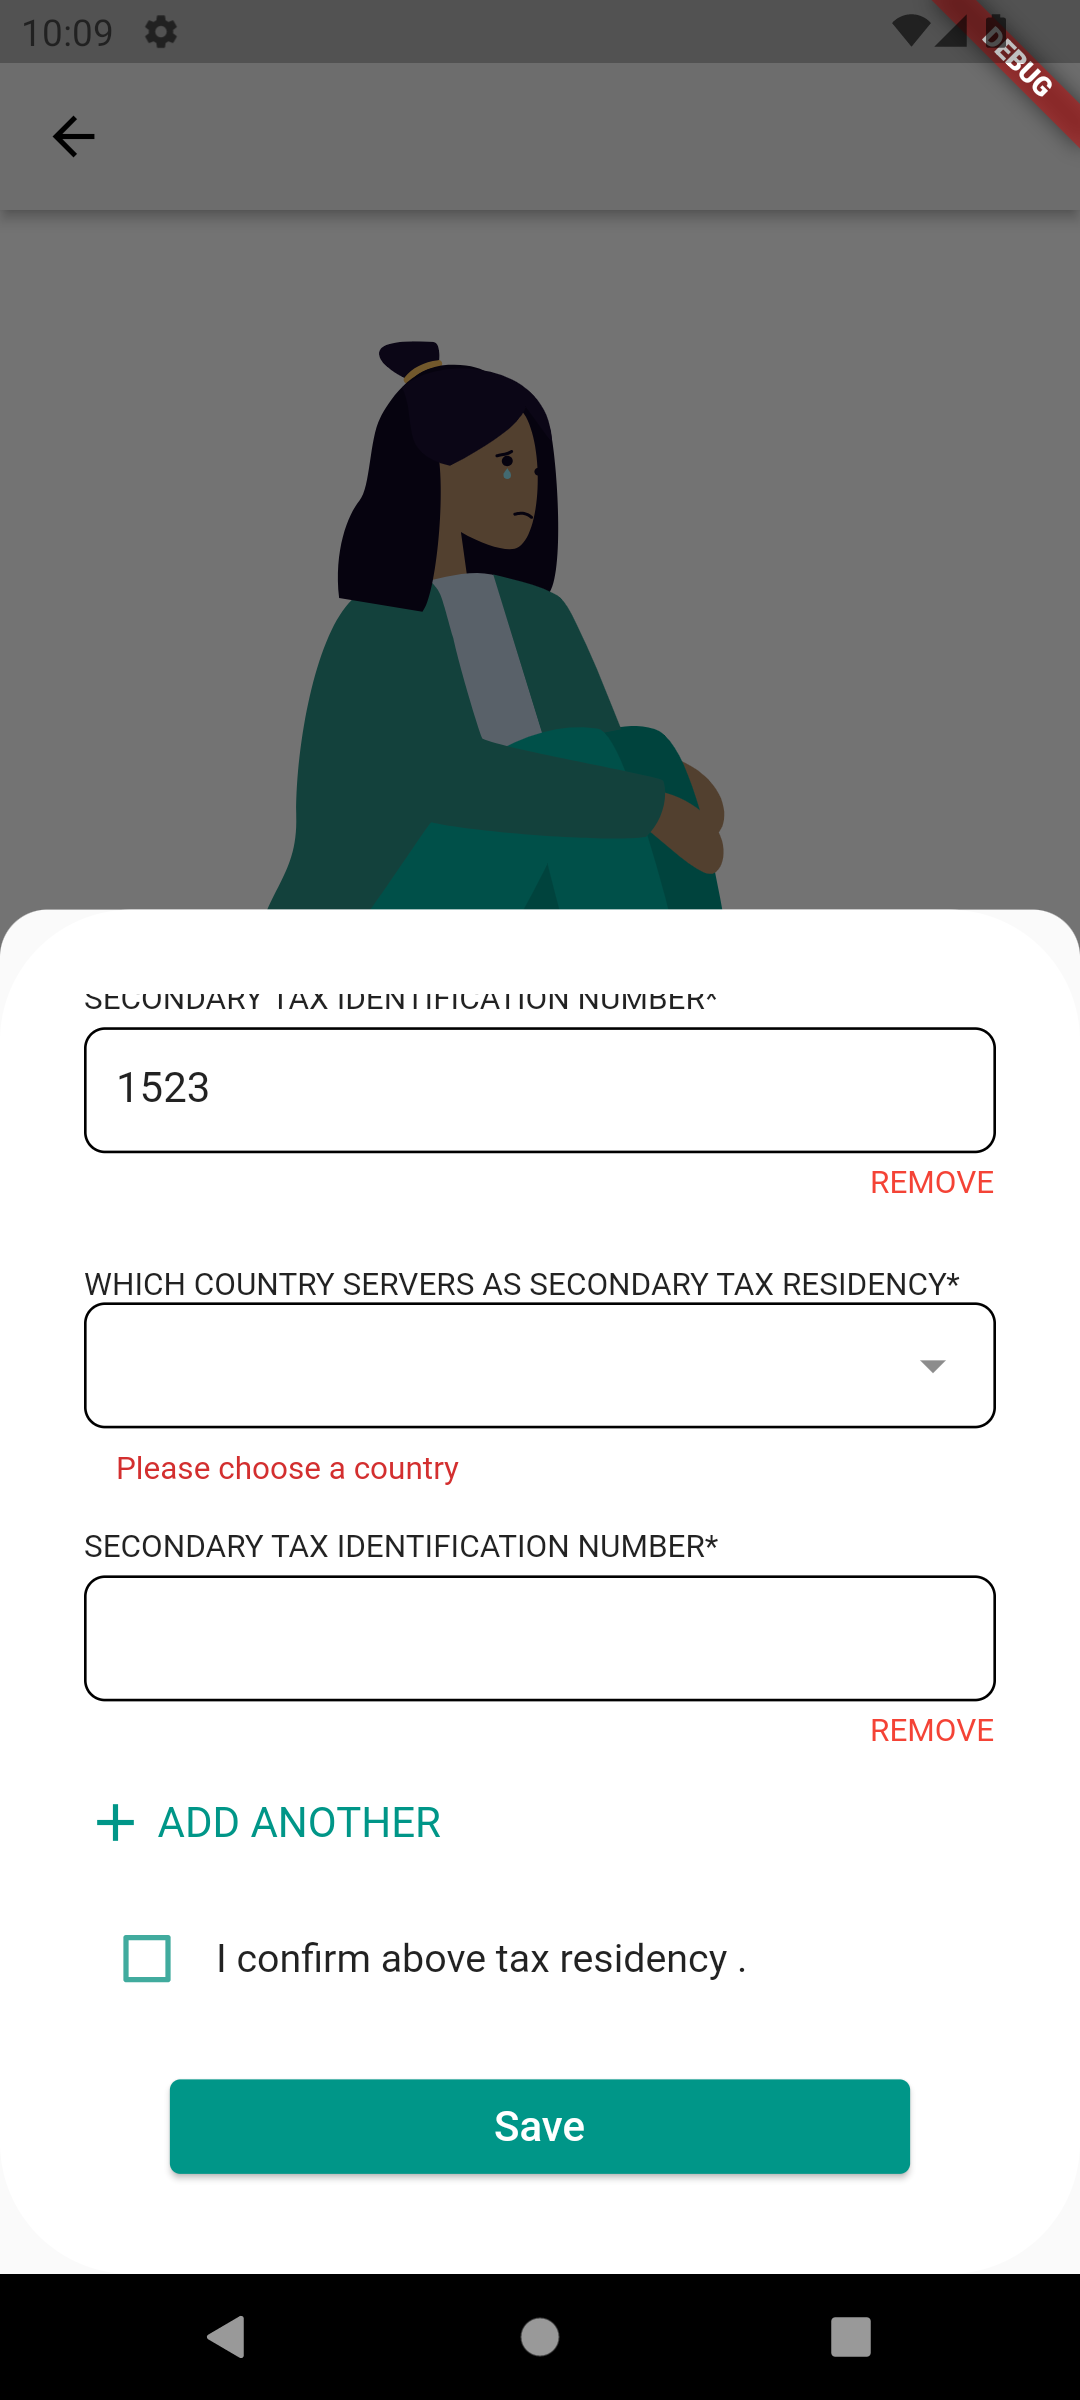 10:09
DEBUG
SECONDARY TAX IDENTIFICATION NUMBER*
1523
REMOVE
WHICH COUNTRY SERVERS AS SECONDARY TAX RESIDENCY*
Please choose a country
SECONDARY TAX IDENTIFICATION NUMBER*
REMOVE
ADD ANOTHER
I confirm above tax residency .
Save